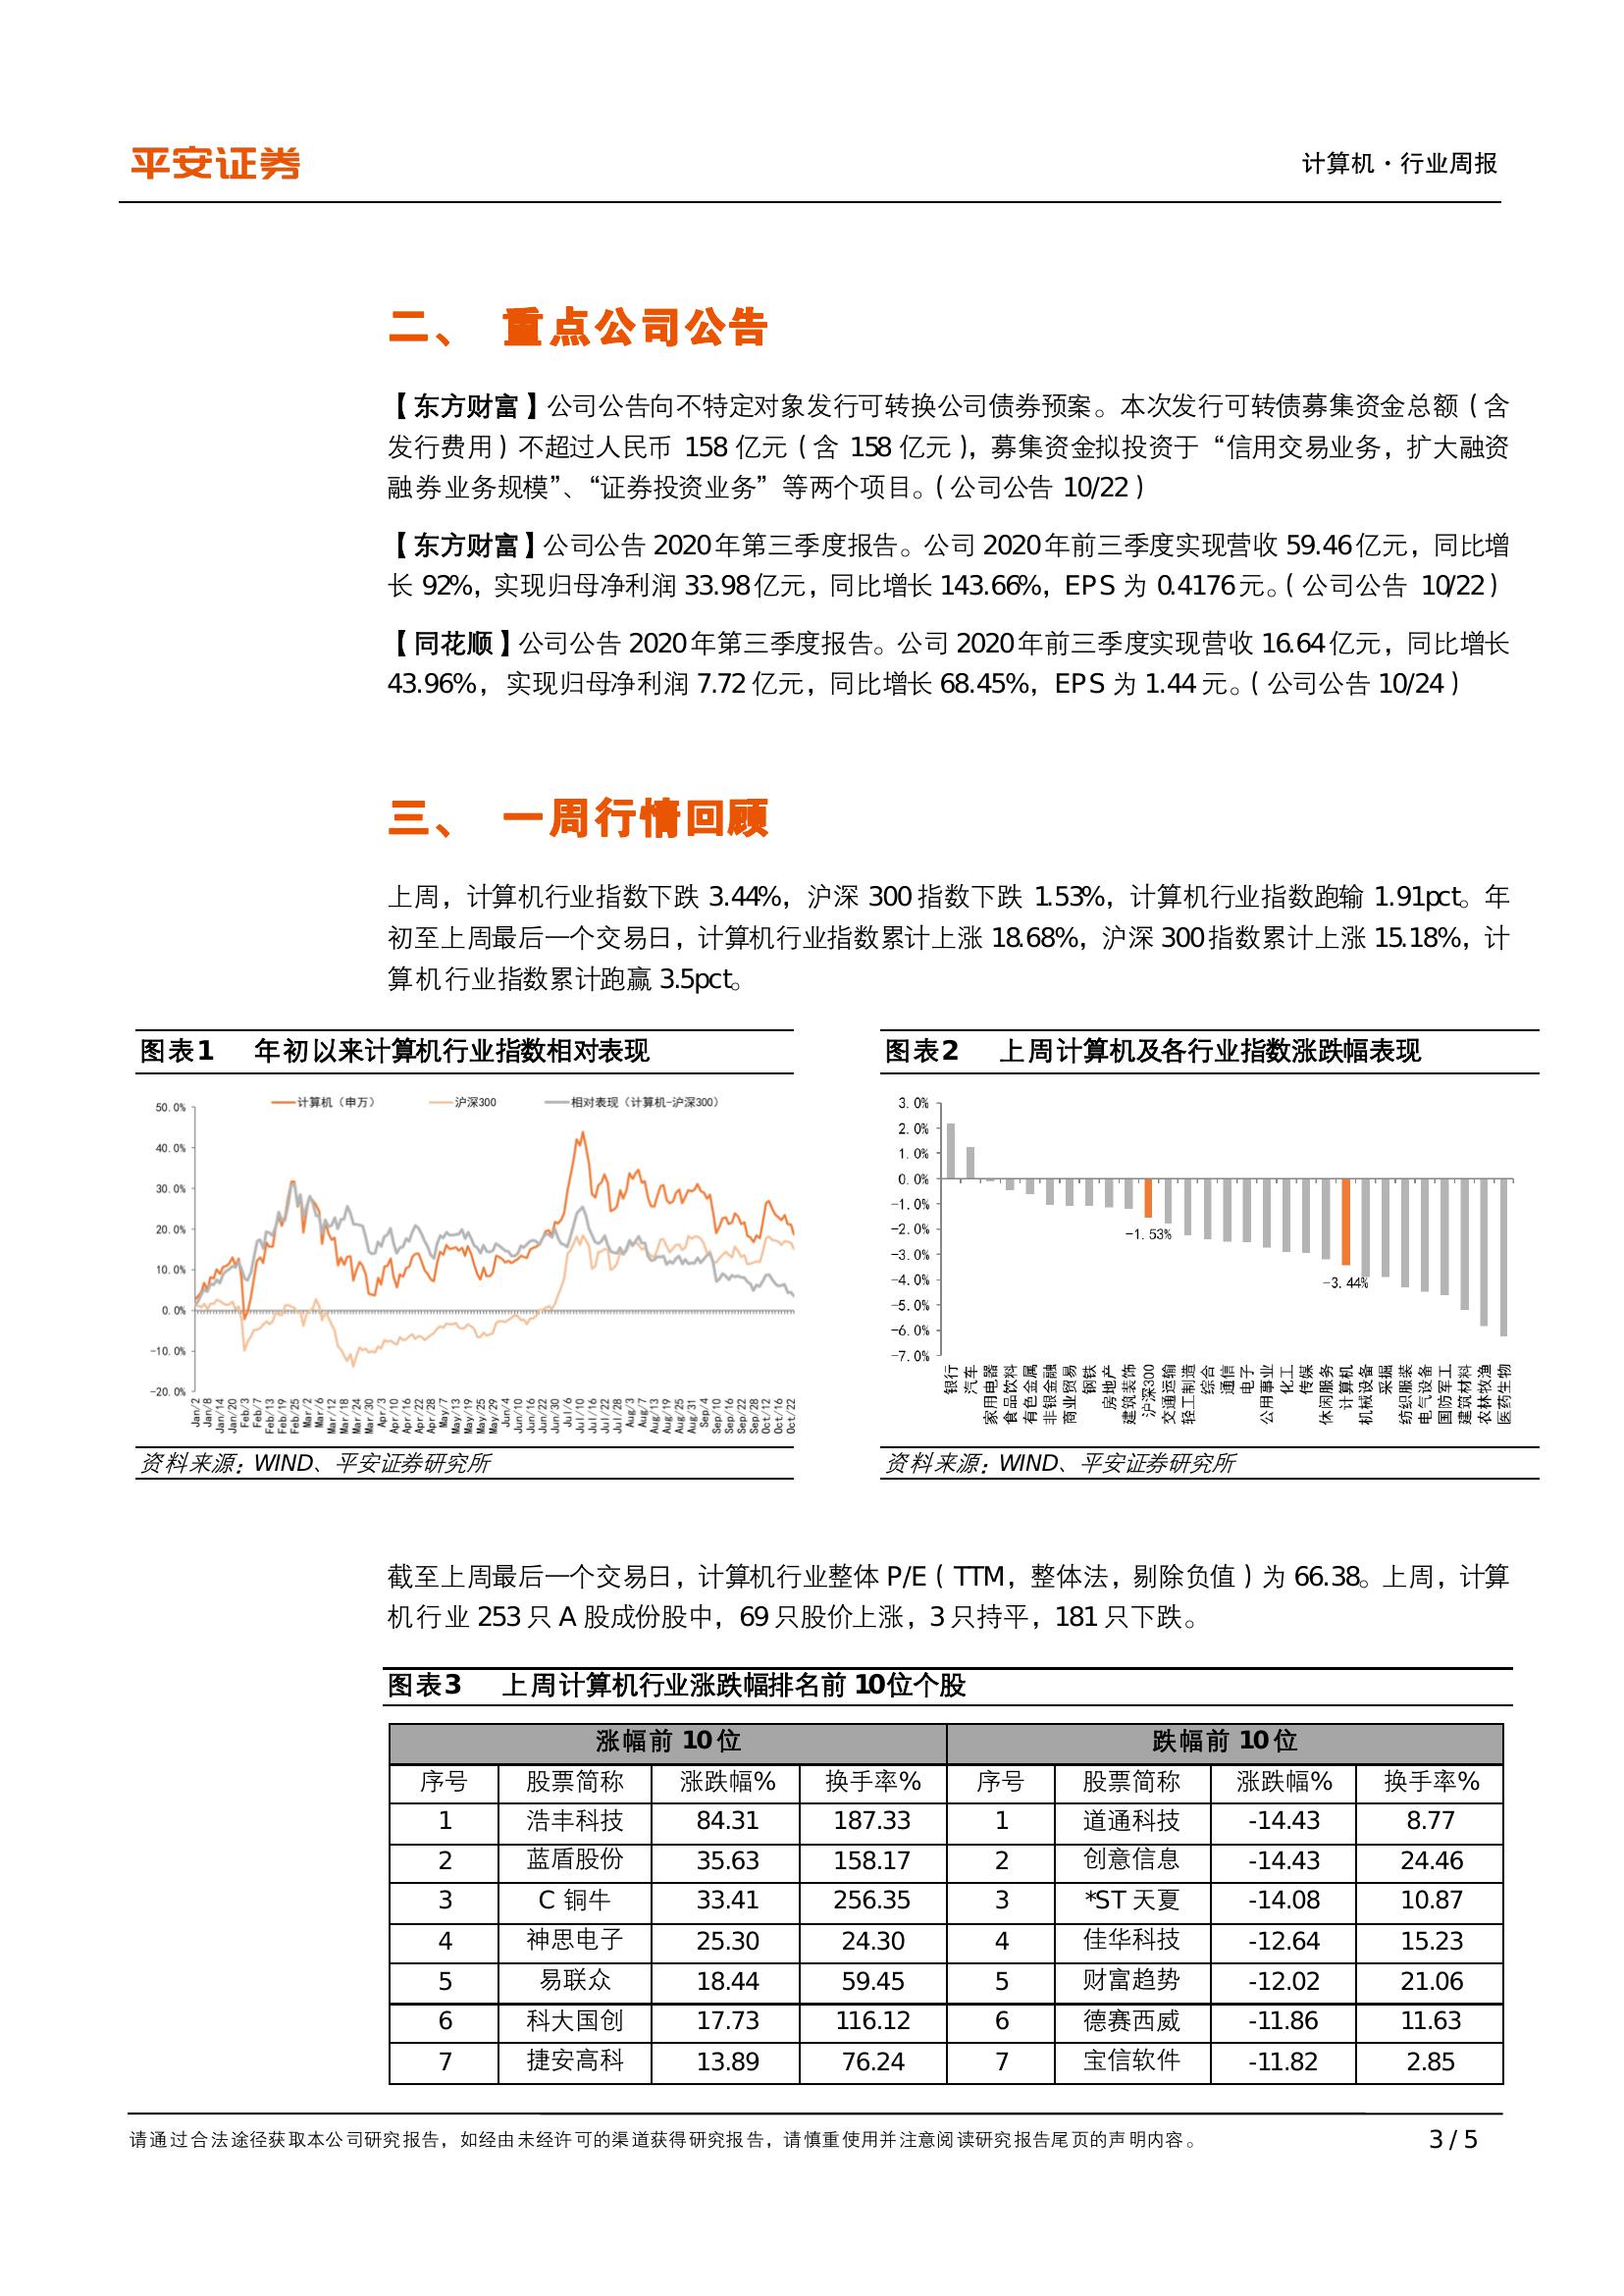 平安证券
计算机·行业周报
二、 重点公司公告
【东方财富】公司公告向不特定对象发行可转换公司债券预案。本次发行可转债募集资金总额(含
发行费用)不超过人民币 158 亿元(含 158 亿元),募集资金拟投资于“信用交易业务,扩大融资
融券业务规模”、“证券投资业务”等两个项目。(公司公告 10/22)
【东方财富】公司公告 2020年第三季度报告。公司 2020年前三季度实现营收 59.46亿元,同比增
长 92%,实现归母净利润 33.98亿元,同比增长 143.66%,EPS 为 0.4176元。(公司公告 10/22)
【同花顺】公司公告 2020年第三季度报告。公司 2020年前三季度实现营收 16.64亿元,同比增长
43.96%,实现归母净利润 7.72 亿元,同比增长 68.45%,EPS 为 1.44 元。(公司公告 10/24)
三、 一周行情回顾
上周,计算机行业指数下跌 3.44%,沪深 300 指数下跌 1.53%,计算机行业指数跑输 1.91pct。年
初至上周最后一个交易日,计算机行业指数累计上涨 18.68%,沪深 300指数累计上涨 15.18%,计
算机行业指数累计跑赢 3.5pct。
图表1 年初以来计算机行业指数相对表现
计算机(申万) 沪深300 相对表现(计算机-沪深300)
50.0%
40.0%
30.0%
20.0%
10.0%
0.0%
-10.0%
-20.0%
Jan/2 Jan/8 Jan/14 Jan/20 Feb/3 Feb/7 Feb/13 Feb/19 Feb/25 Mar/2 Mar/6 Mar/12 Mar/18 Mar/24 Mar/30 Apr/3 Apr/10 Apr/16 Apr/22 Apr/28 May/7 May/13 May/19 May/25 May/29 Jun/4 Jun/10 Jun/16 Jun/22 Jun/30 Jul/6 Jul/10 Jul/16 Jul/22 Jul/28 Aug/3 Aug/7 Aug/13 Aug/19 Aug/25 Aug/31 Sep/4 Sep/10 Sep/16 Sep/22 Sep/28 Oct/12 Oct/16 Oct/22
资料来源:WIND、平安证券研究所
图表2 上周计算机及各行业指数涨跌幅表现
3.0%
2.0%
1.0%
0.0%
-1.0%
-2.0%
-3.0%
-4.0%
-5.0%
-6.0%
-7.0%
-1.53%
-3.44%
银行 汽车 家用电器 食品饮料 有色金属 非银金融 商业贸易 钢铁 房地产 建筑装饰 沪深300 交通运输 轻工制造 综合 通信 电子 公用事业 化工 传媒 休闲服务 计算机 机械设备 采掘 纺织服装 电气设备 国防军工 建筑材料 农林牧渔 医药生物
资料来源:WIND、平安证券研究所
截至上周最后一个交易日,计算机行业整体 P/E(TTM,整体法,剔除负值)为 66.38。上周,计算
机行业 253 只 A 股成份股中,69 只股价上涨,3 只持平,181 只下跌。
图表3 上周计算机行业涨跌幅排名前 10位个股
涨幅前 10 位 跌幅前 10 位
序号 股票简称 涨跌幅% 换手率% 序号 股票简称 涨跌幅% 换手率%
1 浩丰科技 84.31 187.33 1 道通科技 -14.43 8.77
2 蓝盾股份 35.63 158.17 2 创意信息 -14.43 24.46
3 C 铜牛 33.41 256.35 3 *ST 天夏 -14.08 10.87
4 神思电子 25.30 24.30 4 佳华科技 -12.64 15.23
5 易联众 18.44 59.45 5 财富趋势 -12.02 21.06
6 科大国创 17.73 116.12 6 德赛西威 -11.86 11.63
7 捷安高科 13.89 76.24 7 宝信软件 -11.82 2.85
请通过合法途径获取本公司研究报告,如经由未经许可的渠道获得研究报告,请慎重使用并注意阅读研究报告尾页的声明内容。
3 / 5